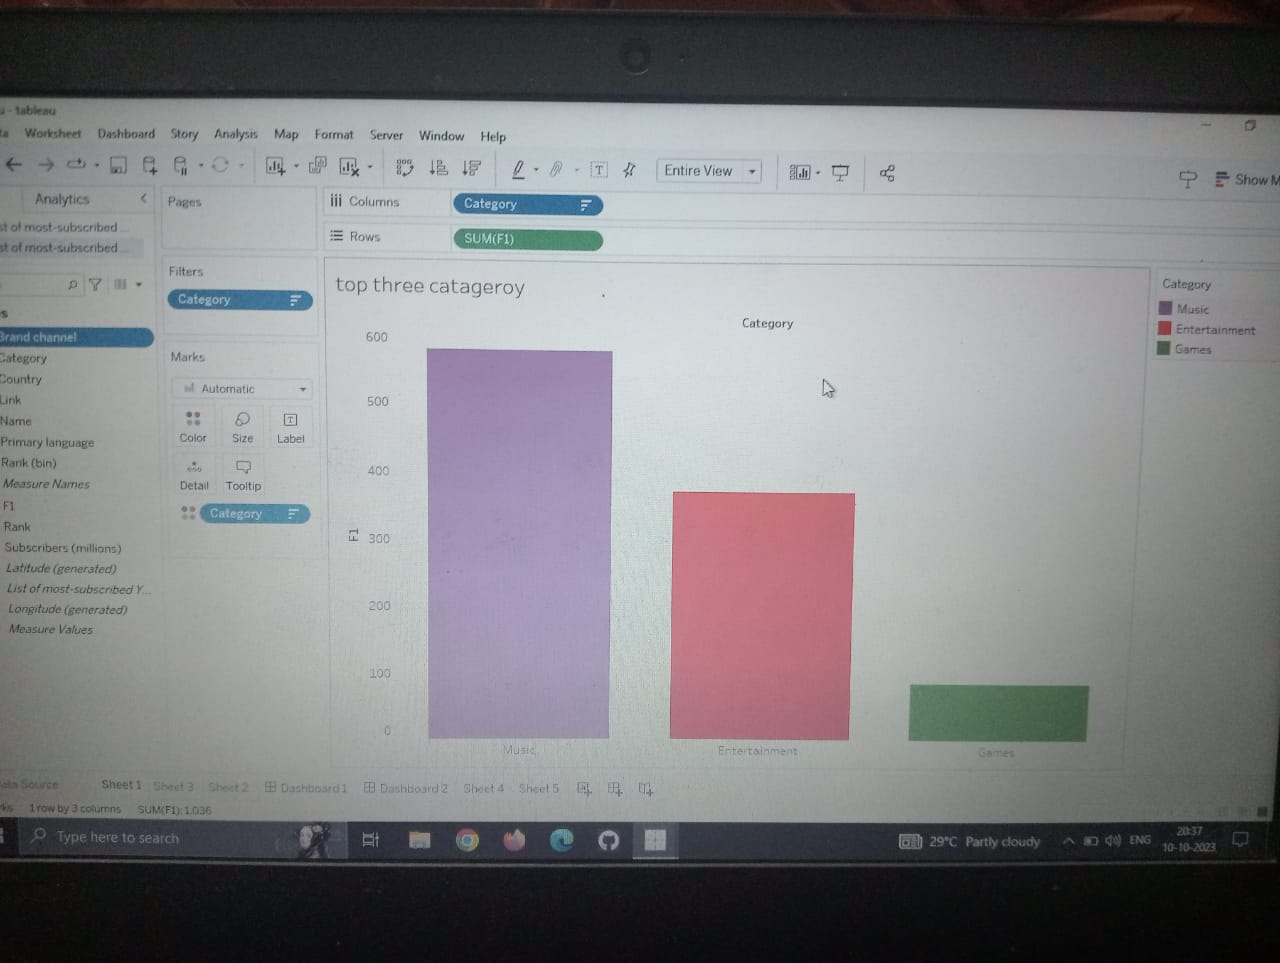 - tableau
Worksheet Dashboard Story Analysis Map Format Server Window Help
Entire View
Show M
Analytics
st of most-subscribed ...
st of most-subscribed ...
Brand channel
Category
Country
Link
Name
Primary language
Rank (bin)
Measure Names
F1
Rank
Subscribers (millions)
Latitude (generated)
List of most-subscribed Y...
Longitude (generated)
Measure Values
Pages
Filters
Category
Marks
Automatic
Color Size Label
Detail Tooltip
Category
Columns Category
Rows SUM(F1)
top three catageroy
Category
600
500
400
300
200
100
0
F1
Music Entertainment Games
Category
Music
Entertainment
Games
ata Source Sheet 1 Sheet 3 Sheet 2 Dashboard 1 Dashboard 2 Sheet 4 Sheet 5
ks 1 row by 3 columns SUM(F1): 1,036
Type here to search
29°C Partly cloudy
ENG
20:37
10-10-2023